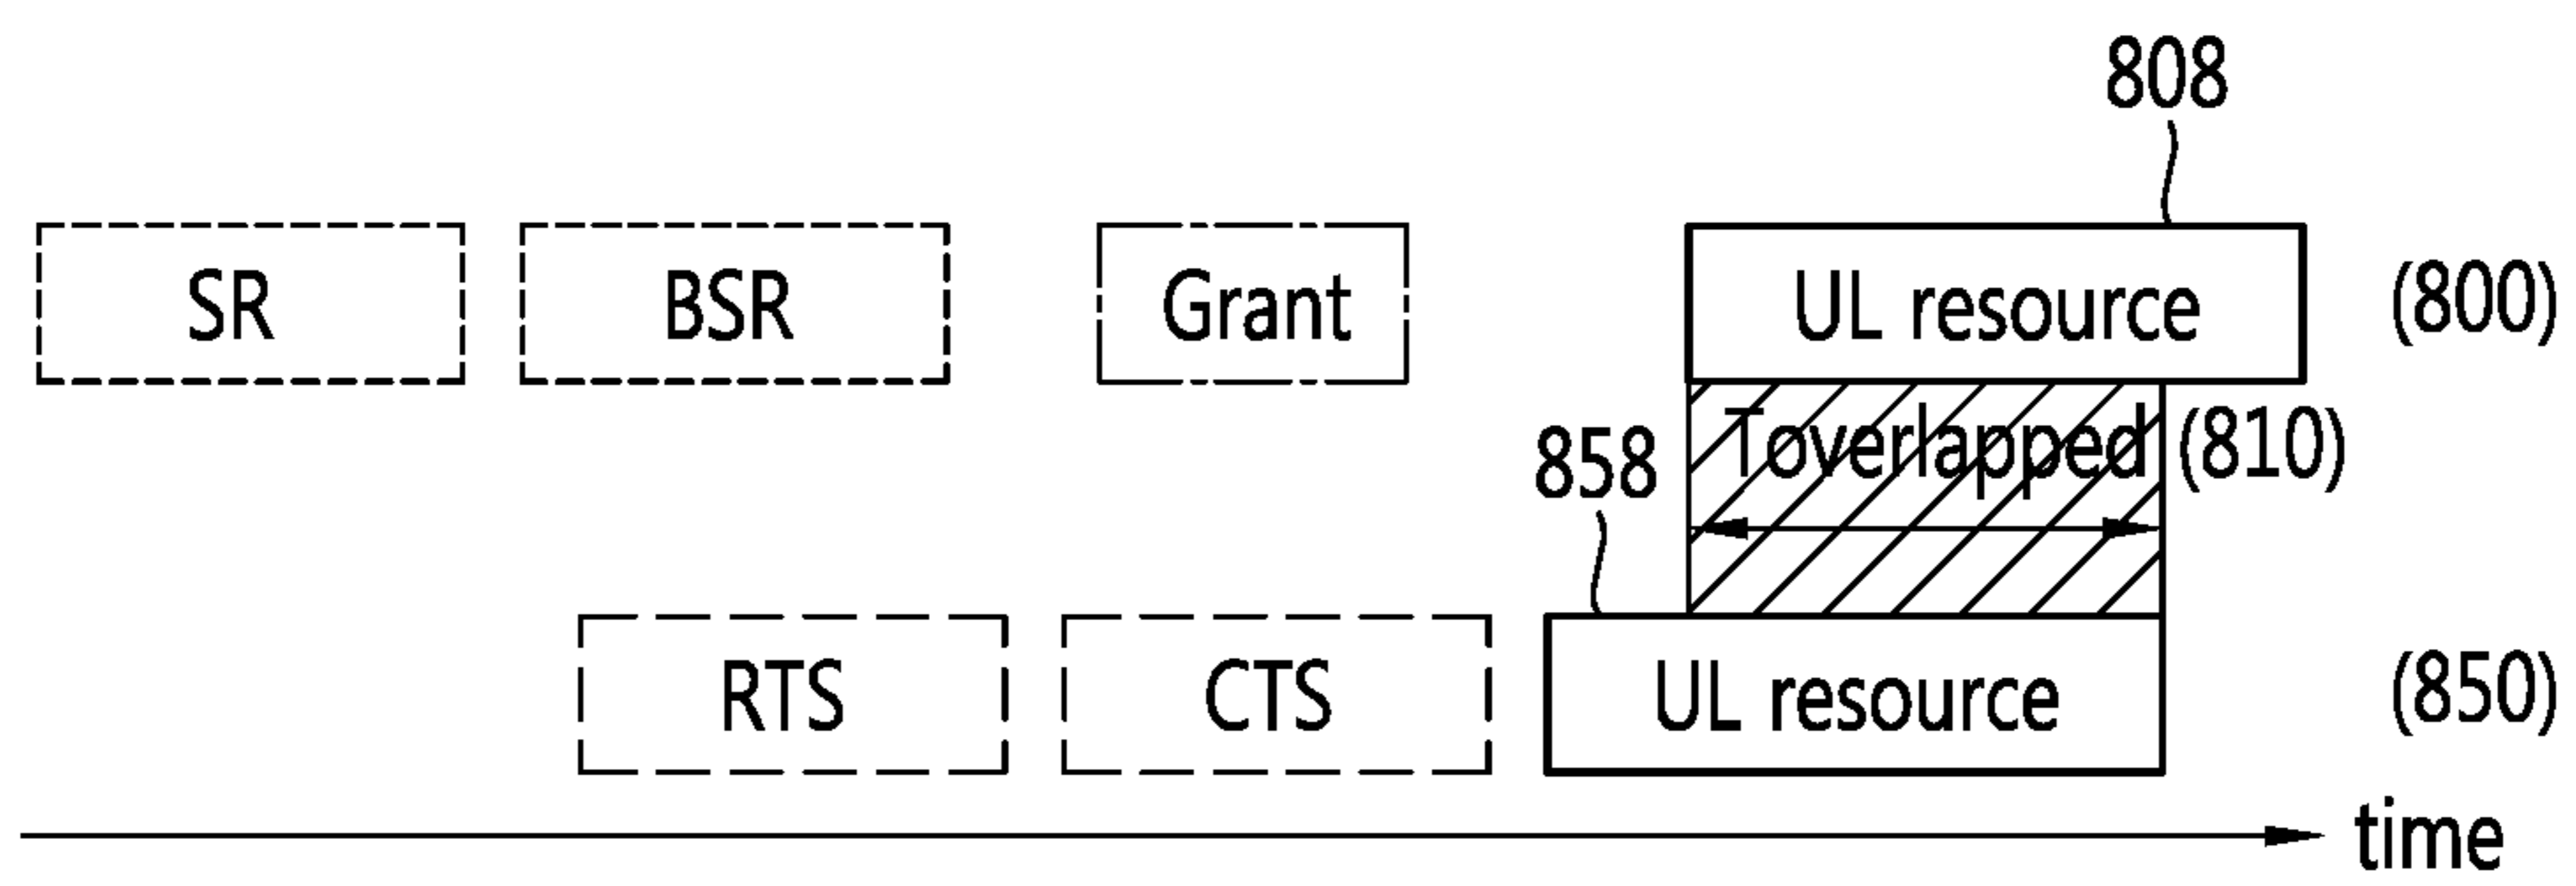 808
SR BSR Grant UL resource (800)
Toverlapped (810)
858
RTS CTS UL resource (850)
time